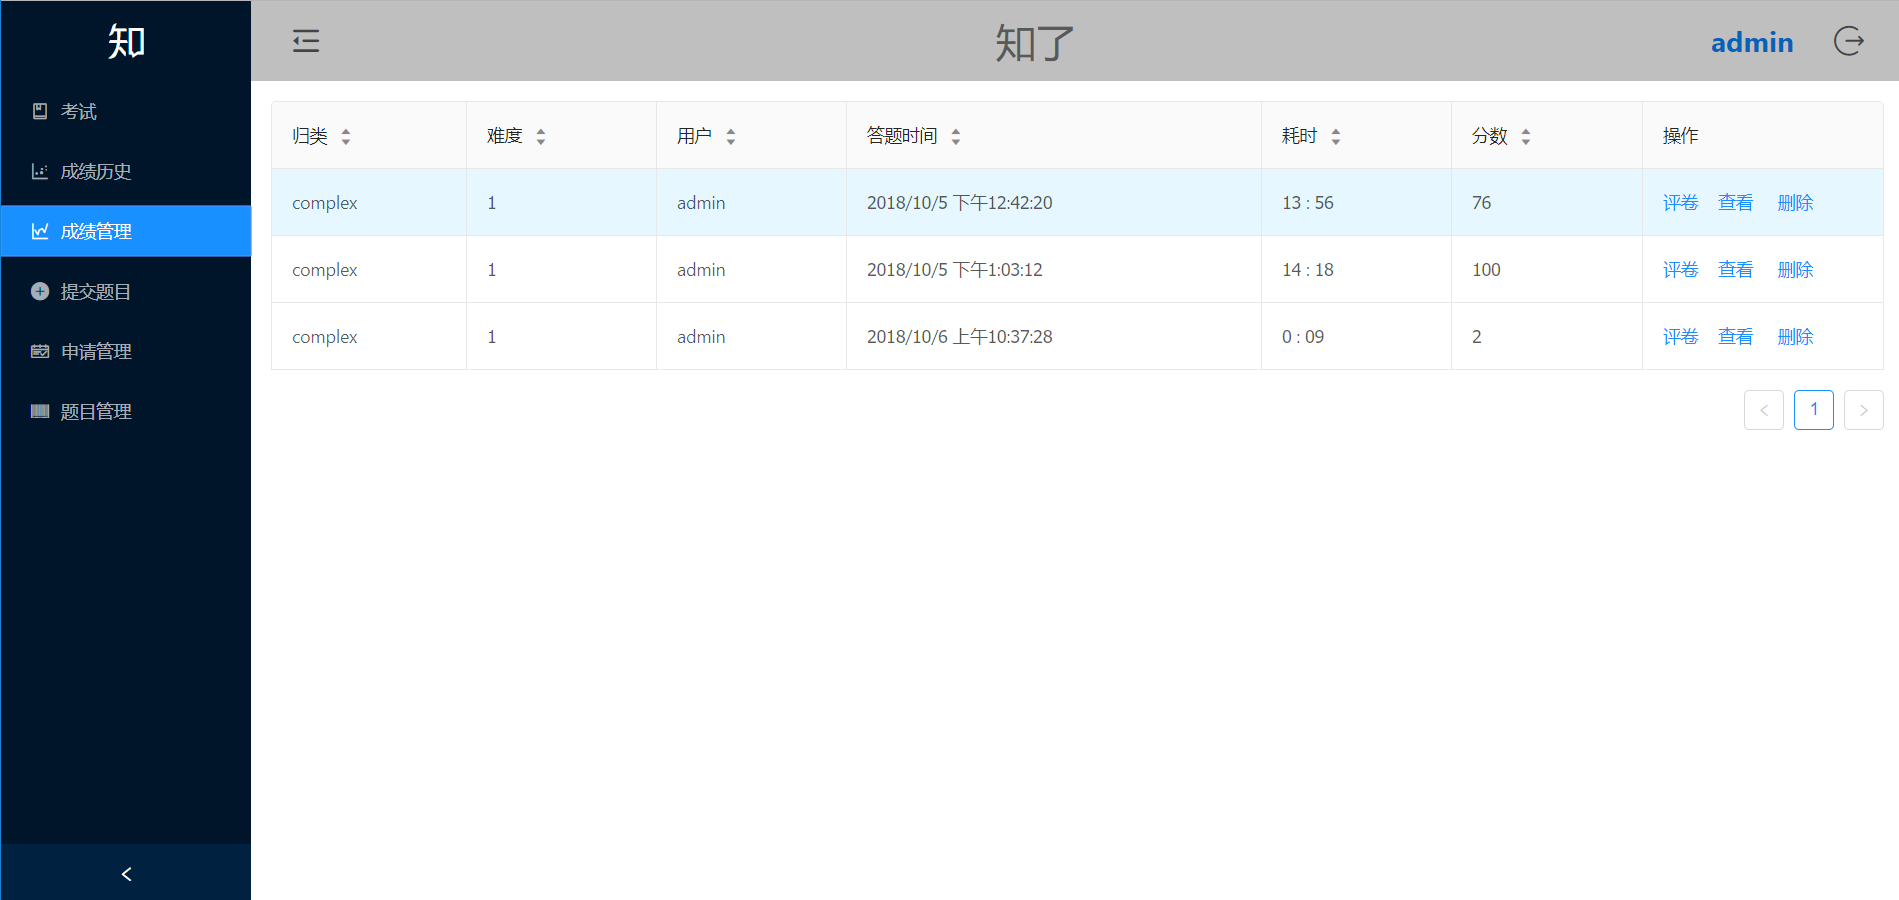 知
考试
成绩历史
成绩管理
提交题目
申请管理
题目管理
知了
admin
归类 难度 用户 答题时间 耗时 分数 操作
complex 1 admin 2018/10/5 下午12:42:20 13 : 56 76 评卷 查看 删除
complex 1 admin 2018/10/5 下午1:03:12 14 : 18 100 评卷 查看 删除
complex 1 admin 2018/10/6 上午10:37:28 0 : 09 2 评卷 查看 删除
1